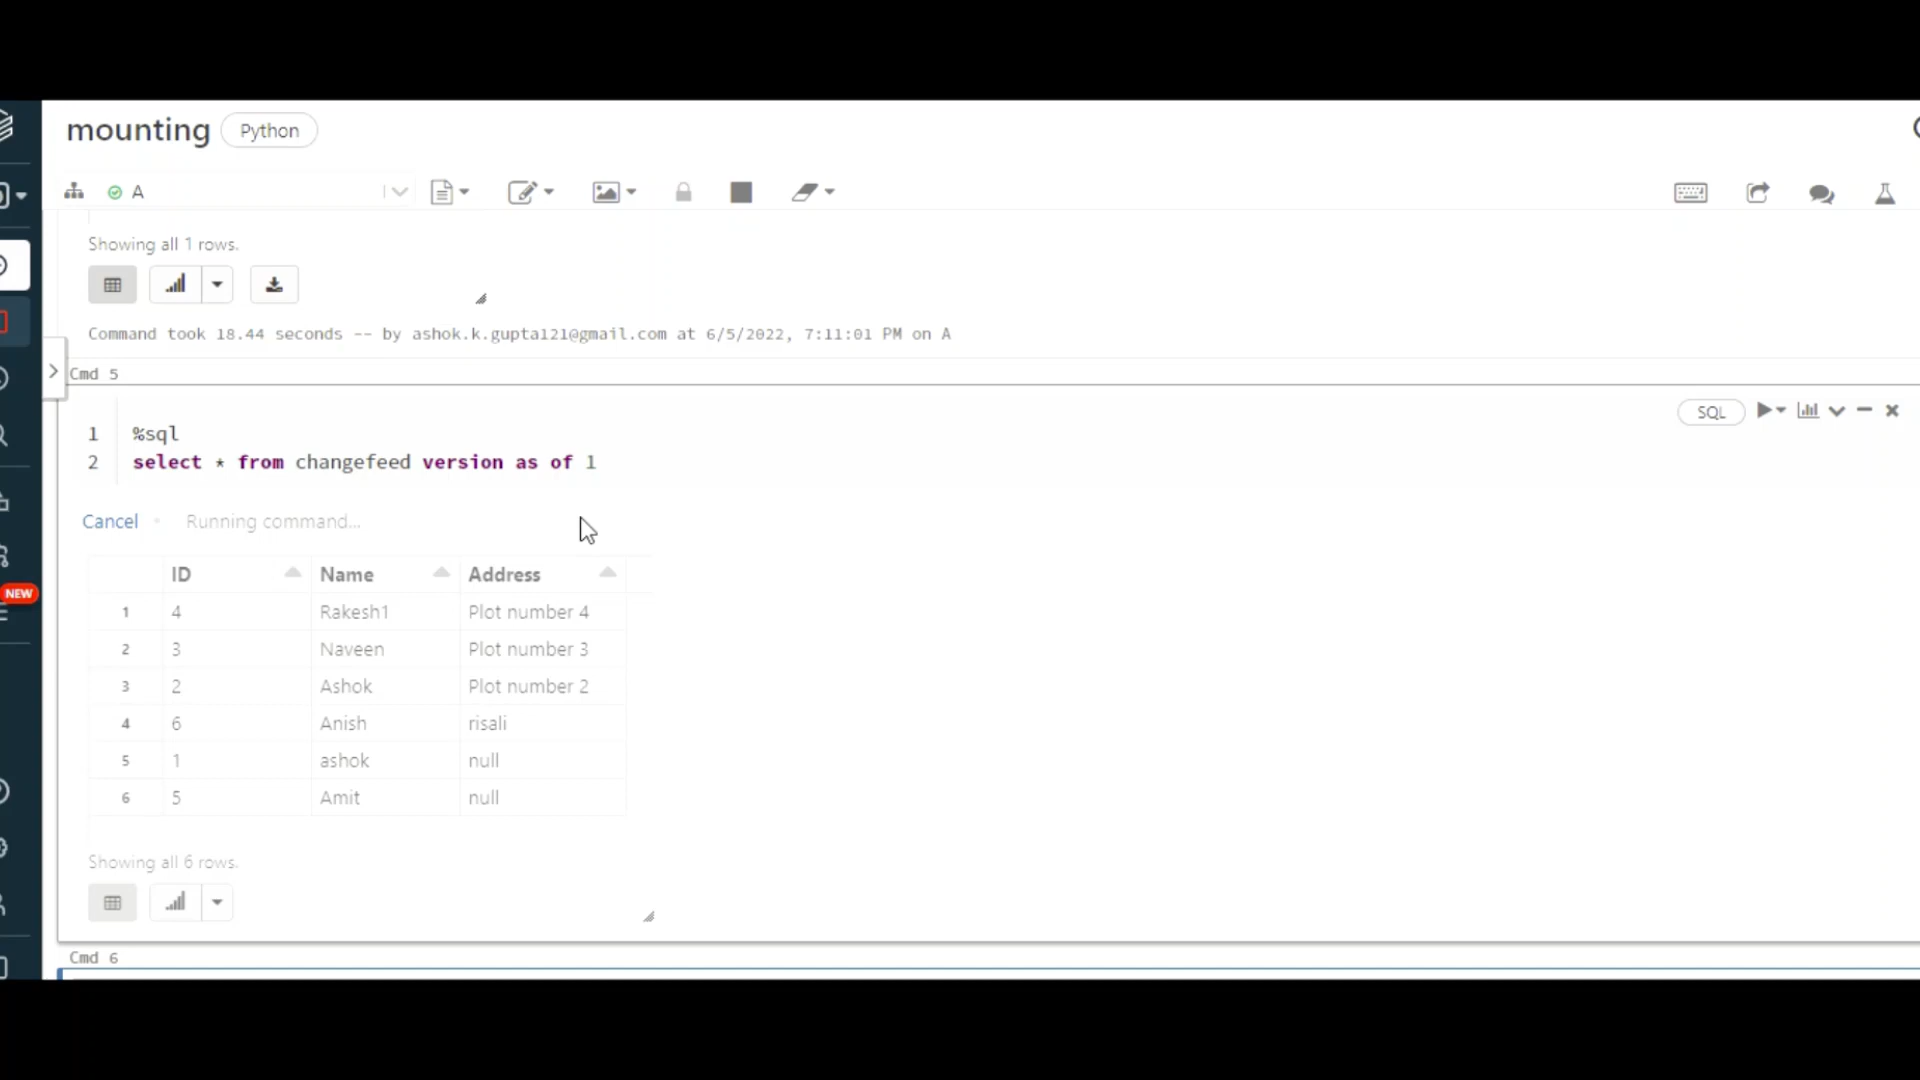 mounting Python
A
Showing all 1 rows.
Command took 18.44 seconds -- by ashok.k.gupta121@gmail.com at 6/5/2022, 7:11:01 PM on A
Cmd 5
SQL
1 %sql
2 select * from changefeed version as of 1
Cancel Running command...
ID Name Address
1 4 Rakesh1 Plot number 4
2 3 Naveen Plot number 3
3 2 Ashok Plot number 2
4 6 Anish risali
5 1 ashok null
6 5 Amit null
NEW
Showing all 6 rows.
Cmd 6